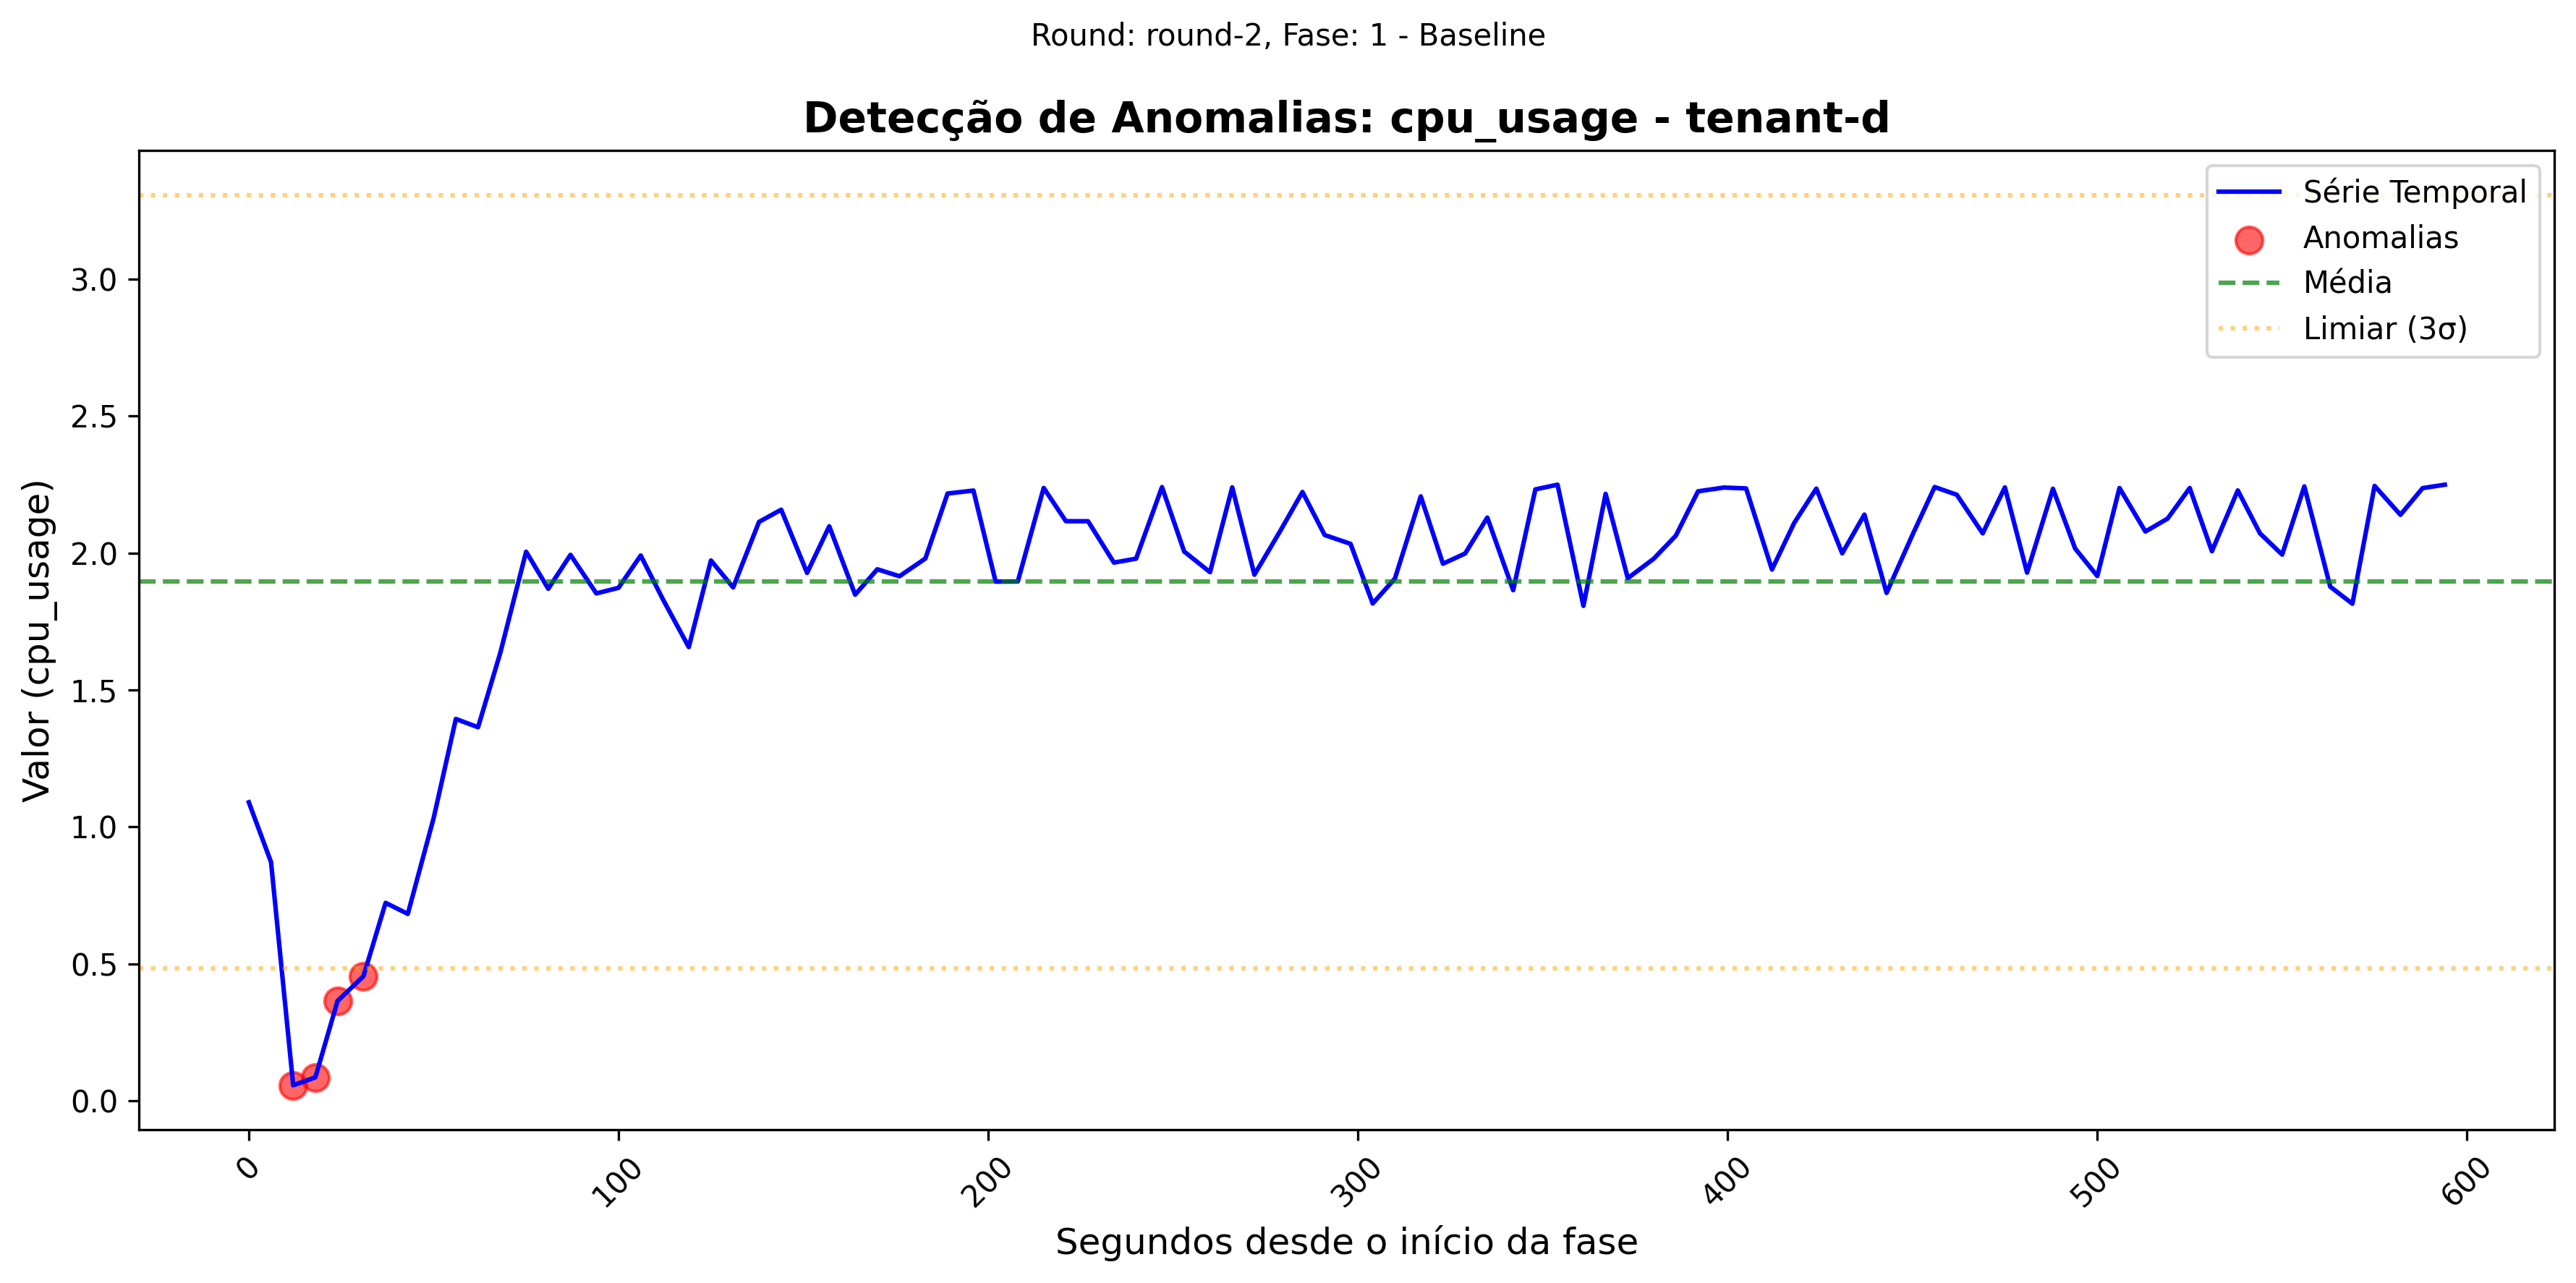 Round: round-2, Fase: 1 - Baseline
Detecção de Anomalias: cpu_usage - tenant-d
Série Temporal
Anomalias
Média
Limiar (3σ)
Valor (cpu_usage)
3.0
2.5
2.0
1.5
1.0
0.5
0.0
0
100
200
300
400
500
600
Segundos desde o início da fase